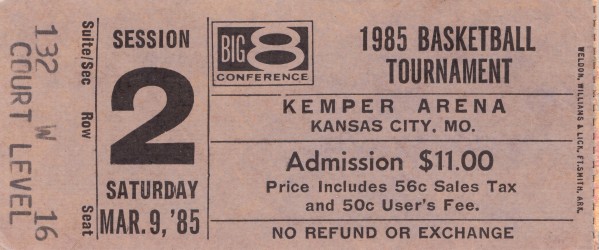 132 W 16
COURT LEVEL
Suite/Sec Row Seat
SESSION
2
SATURDAY
MAR. 9, '85
BIG 8
CONFERENCE
1985 BASKETBALL
TOURNAMENT
KEMPER ARENA
KANSAS CITY, MO.
Admission $11.00
Price Includes 56c Sales Tax
and 50c User's Fee.
NO REFUND OR EXCHANGE
WELDON, WILLIAMS & LICK, FT. SMITH, ARK.